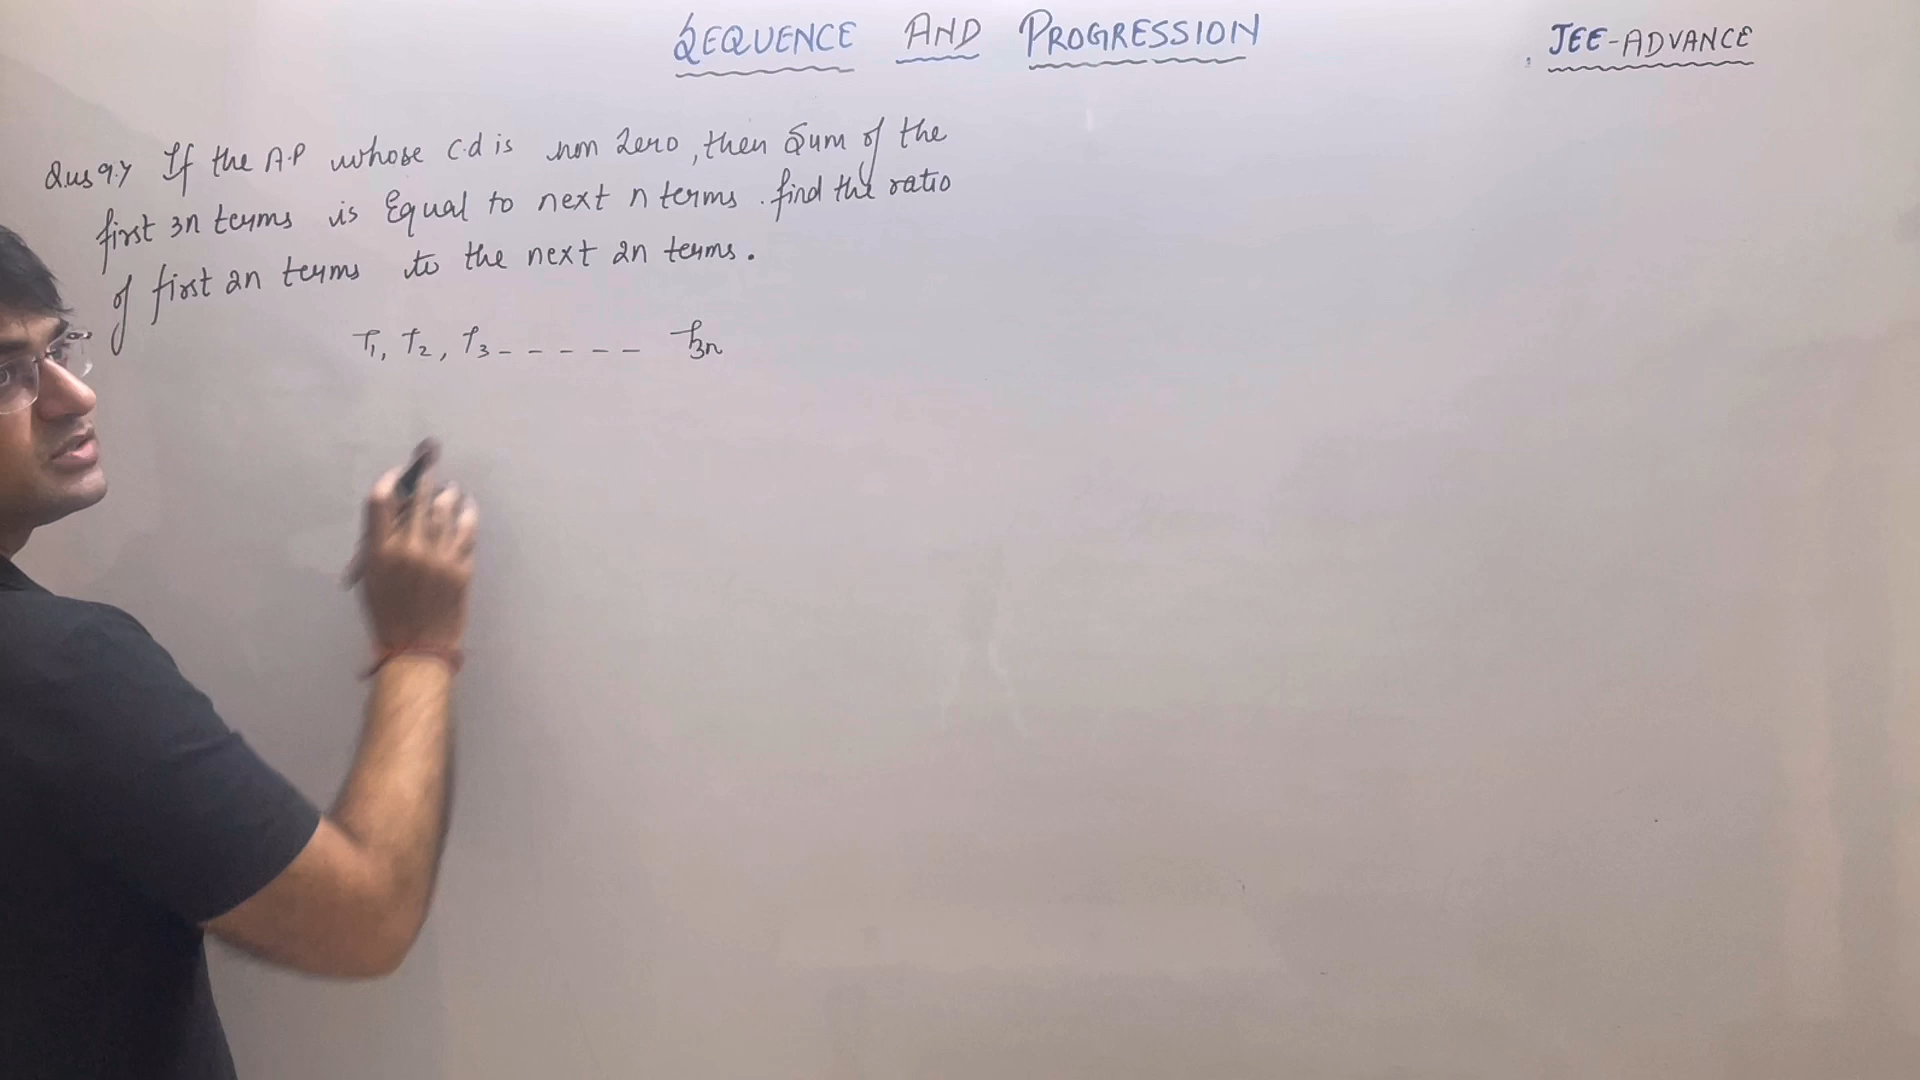 SEQUENCE AND PROGRESSION
JEE-ADVANCE
Qus 9.7 If the A.P whose c.d is non zero, then Sum of the
first 3n terms is Equal to next n terms. find the ratio
of first 2n terms to the next 2n terms.
T1, T2, T3 - - - - - T3n